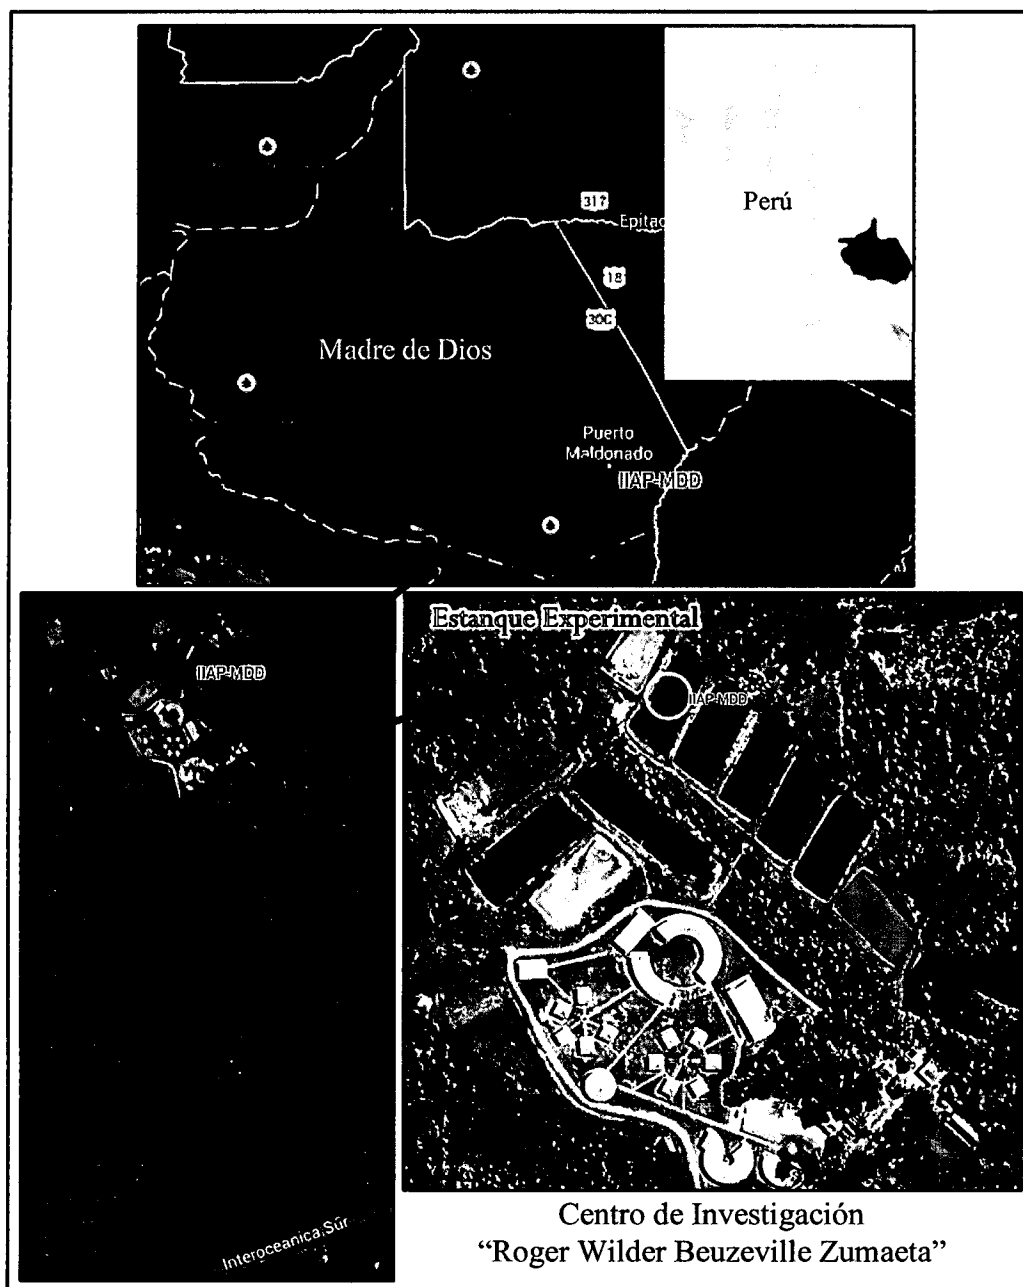 317
Epitac
Perú
18
30C
Madre de Dios
Puerto
Maldonado
IIAP-MDD
Estanque Experimental
IIAP-MDD
IIAP-MDD
Interoceanica Sur
Centro de Investigación
“Roger Wilder Beuzeville Zumaeta”